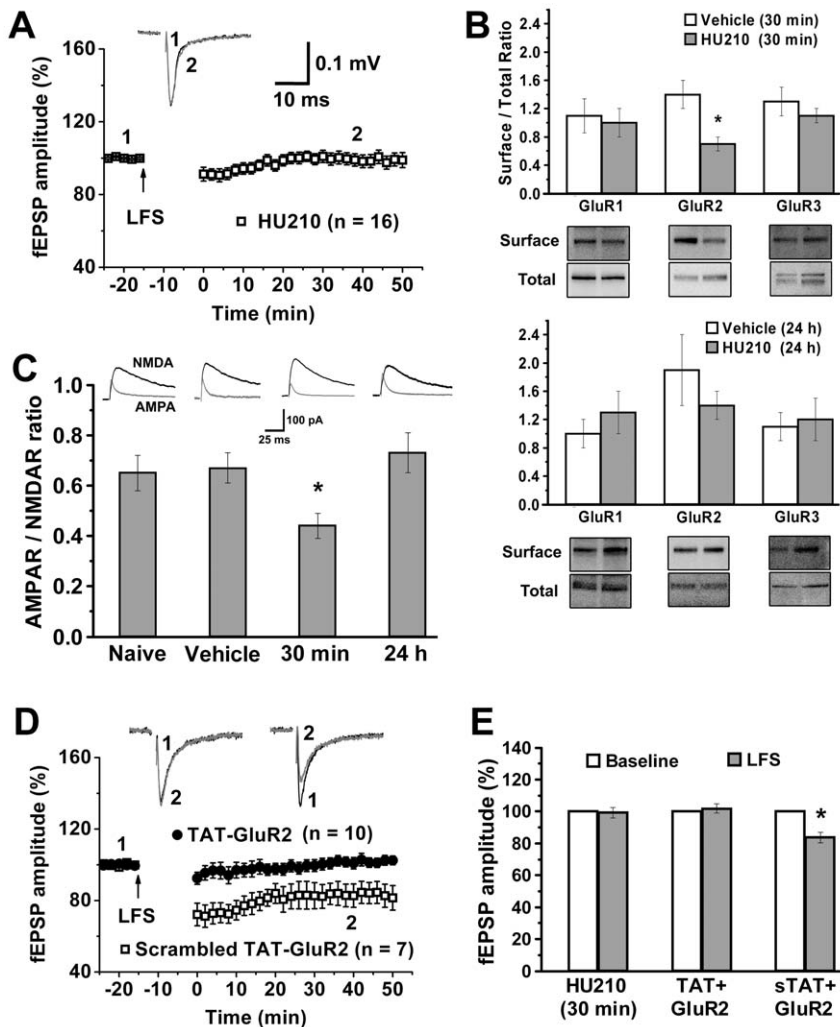 A
160
120
80
40
fEPSP amplitude (%)
1
2
0.1 mV
10 ms
1
2
LFS
HU210 (n = 16)
-20 -10 0 10 20 30 40 50
Time (min)
B
Vehicle (30 min)
HU210 (30 min)
Surface / Total Ratio
2.4
2.0
1.6
1.2
0.8
0.4
0.0
*
GluR1 GluR2 GluR3
Surface
Total
Vehicle (24 h)
HU210 (24 h)
2.4
2.0
1.6
1.2
0.8
0.4
0.0
GluR1 GluR2 GluR3
Surface
Total
C
NMDA
AMPA
100 pA
25 ms
AMPAR / NMDAR ratio
1.0
0.8
0.6
0.4
0.2
0.0
*
Naive Vehicle 30 min 24 h
D
160
120
80
40
fEPSP amplitude (%)
1
2
2
1
TAT-GluR2 (n = 10)
1
LFS
2
Scrambled TAT-GluR2 (n = 7)
-20 -10 0 10 20 30 40 50
Time (min)
E
fEPSP amplitude (%)
140
120
100
80
60
40
20
0
Baseline LFS
*
HU210 TAT+ sTAT+
(30 min) GluR2 GluR2